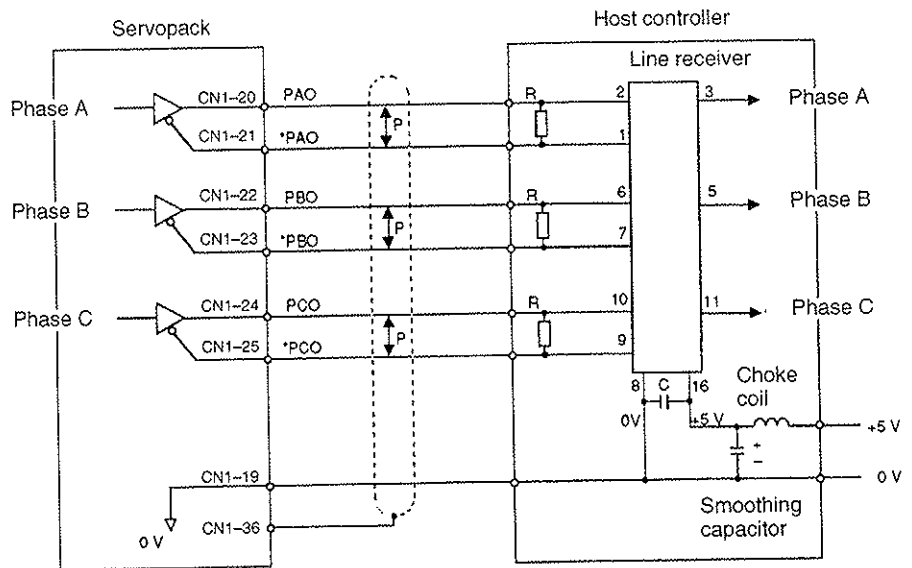 Servopack
Host controller
Line receiver
Phase A
CN1–20
PAO
P
R
2
3
Phase A
CN1–21
*PAO
1
Phase B
CN1–22
PBO
P
R
6
5
Phase B
CN1–23
*PBO
7
Phase C
CN1–24
PCO
P
R
10
11
Phase C
CN1–25
*PCO
9
8
C
16
Choke
coil
0V
+5 V
+5 V
+
–
CN1–19
0 V
CN1–36
0 V
Smoothing
capacitor